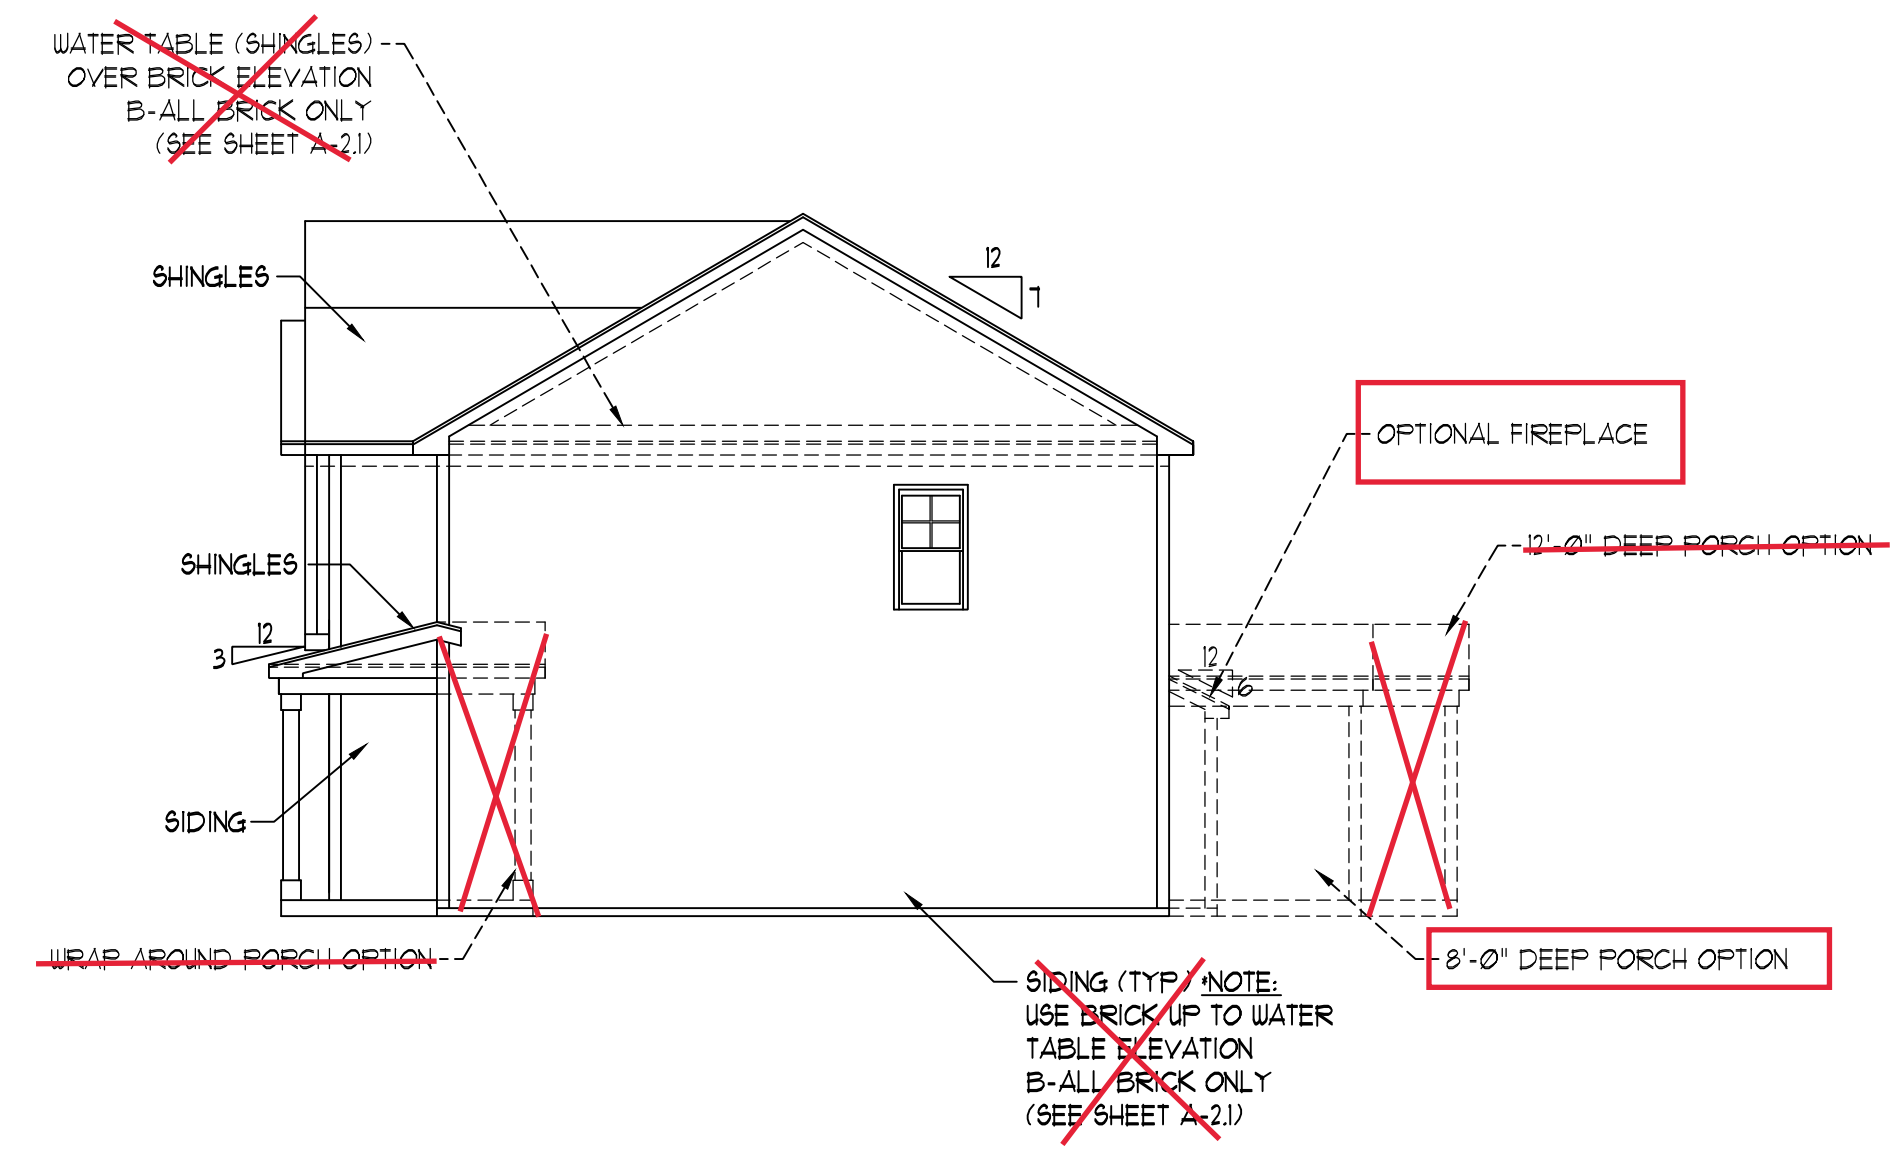 WATER TABLE (SHINGLES)
OVER BRICK ELEVATION
B-ALL BRICK ONLY
(SEE SHEET A-2.1)
SHINGLES
12
7
OPTIONAL FIREPLACE
12'-0" DEEP PORCH OPTION
SHINGLES
12
3
12
6
SIDING
WRAP AROUND PORCH OPTION
8'-0" DEEP PORCH OPTION
SIDING (TYP.) *NOTE:
USE BRICK UP TO WATER
TABLE ELEVATION
B-ALL BRICK ONLY
(SEE SHEET A-2.1)